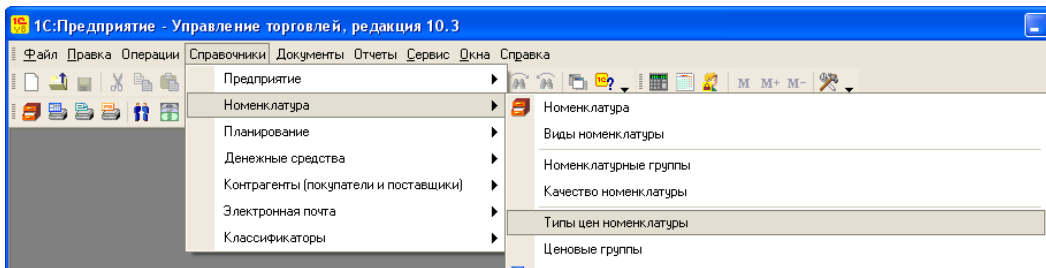 1С:Предприятие - Управление торговлей, редакция 10.3
Файл Правка Операции Справочники Документы Отчеты Сервис Окна Справка
M M+ M-
Предприятие
Номенклатура
Планирование
Денежные средства
Контрагенты (покупатели и поставщики)
Электронная почта
Классификаторы
Номенклатура
Виды номенклатуры
Номенклатурные группы
Качество номенклатуры
Типы цен номенклатуры
Ценовые группы